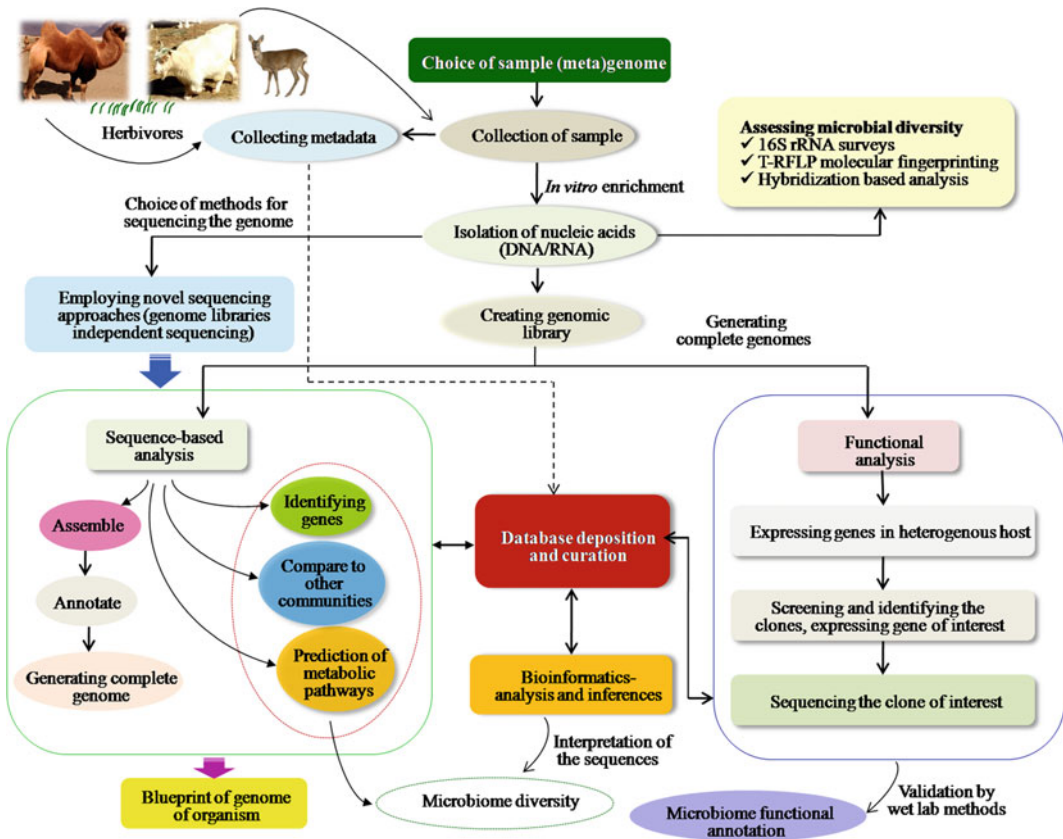 Choice of sample (meta)genome
Herbivores
Collecting metadata
Collection of sample
Assessing microbial diversity
✓ 16S rRNA surveys
✓ T-RFLP molecular fingerprinting
✓ Hybridization based analysis
In vitro enrichment
Choice of methods for
sequencing the genome
Isolation of nucleic acids
(DNA/RNA)
Employing novel sequencing
approaches (genome libraries
independent sequencing)
Creating genomic
library
Generating
complete genomes
Sequence-based
analysis
Functional
analysis
Identifying
genes
Assemble
Expressing genes in heterogenous host
Database deposition
and curation
Compare to
other
communities
Annotate
Screening and identifying the
clones, expressing gene of interest
Prediction of
metabolic
pathways
Generating complete
genome
Bioinformatics-
analysis and inferences
Sequencing the clone of interest
Interpretation of
the sequences
Blueprint of genome
of organism
Microbiome diversity
Validation by
wet lab methods
Microbiome functional
annotation